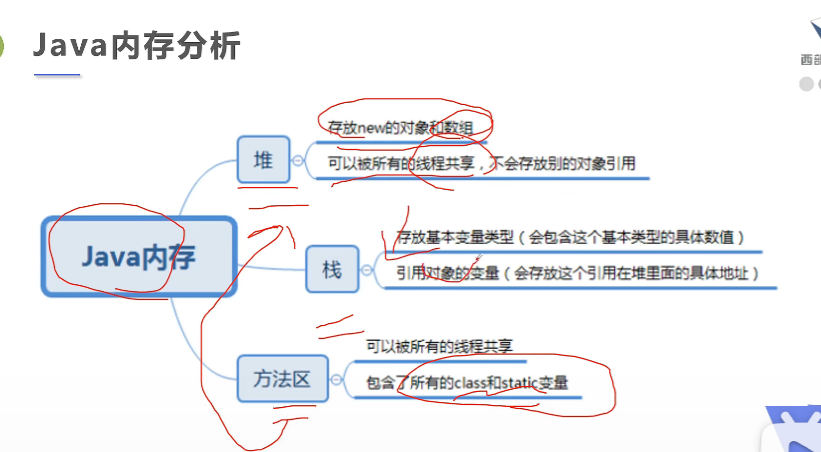 Java内存分析
西部
堆
存放new的对象和数组
可以被所有的线程共享，不会存放别的对象引用
Java内存
栈
存放基本变量类型（会包含这个基本类型的具体数值）
引用对象的变量（会存放这个引用在堆里面的具体地址）
方法区
可以被所有的线程共享
包含了所有的class和static变量